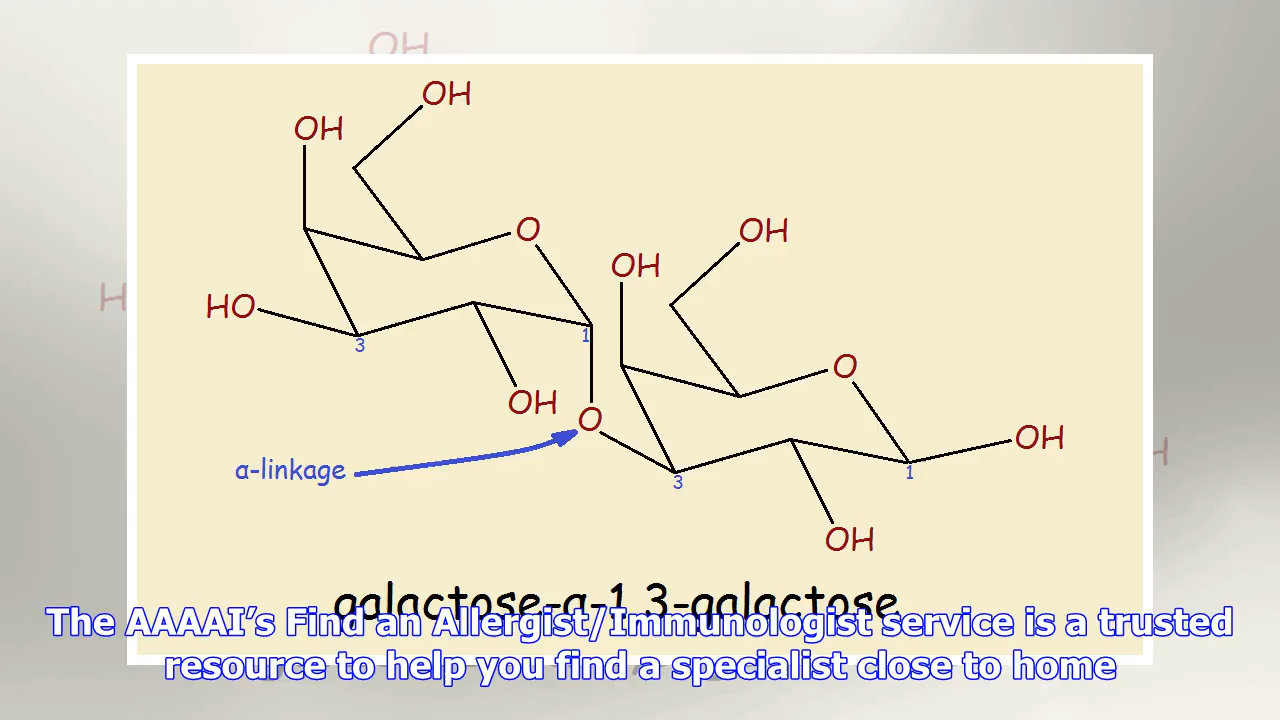 OH
OH
OH
O
OH
OH
H
HO
3
1
OH
O
O
OH
H
α-linkage
3
1
OH
galactose-α-1,3-galactose
The AAAAI’s Find an Allergist/Immunologist service is a trusted
resource to help you find a specialist close to home